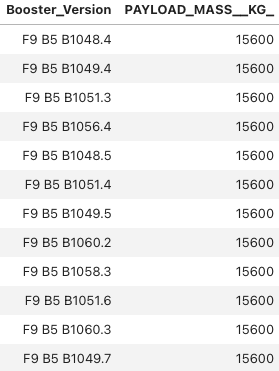 Booster_Version PAYLOAD_MASS__KG_
F9 B5 B1048.4 15600
F9 B5 B1049.4 15600
F9 B5 B1051.3 15600
F9 B5 B1056.4 15600
F9 B5 B1048.5 15600
F9 B5 B1051.4 15600
F9 B5 B1049.5 15600
F9 B5 B1060.2 15600
F9 B5 B1058.3 15600
F9 B5 B1051.6 15600
F9 B5 B1060.3 15600
F9 B5 B1049.7 15600